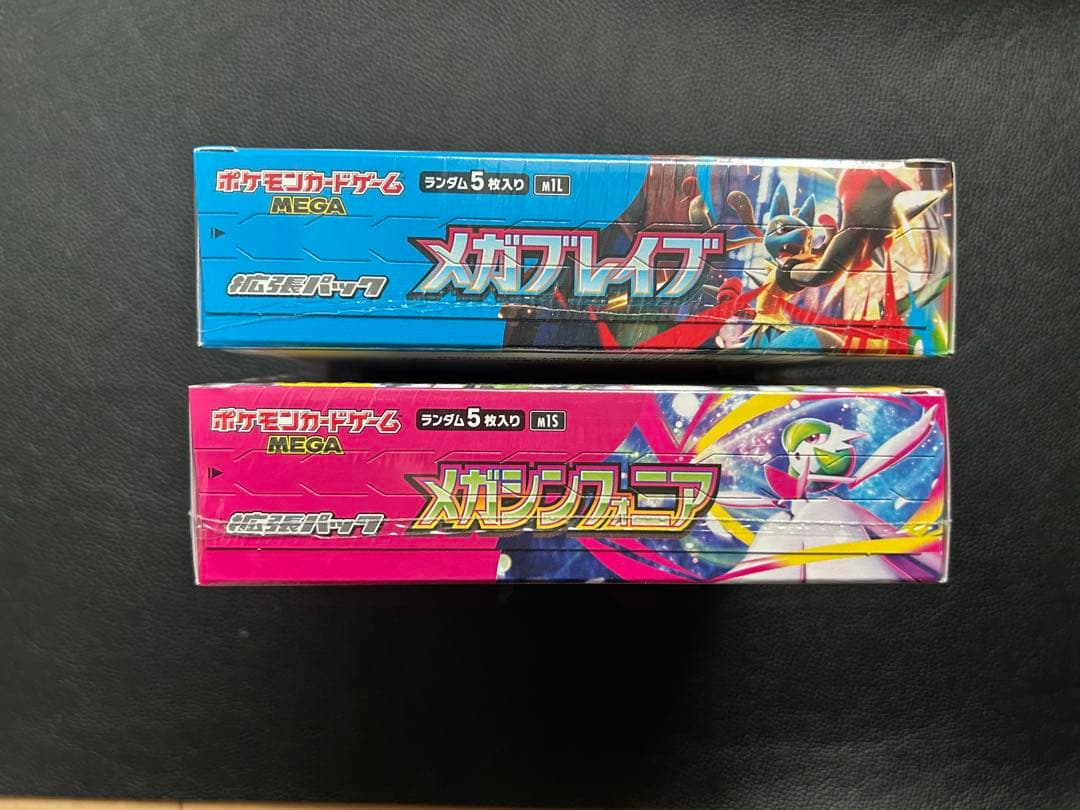 ポケモンカードゲーム
MEGA
ランダム5枚入り
M1L
メガブレイブ
拡張パック
ポケモンカードゲーム
MEGA
ランダム5枚入り
M1S
メガシンフォニア
拡張パック